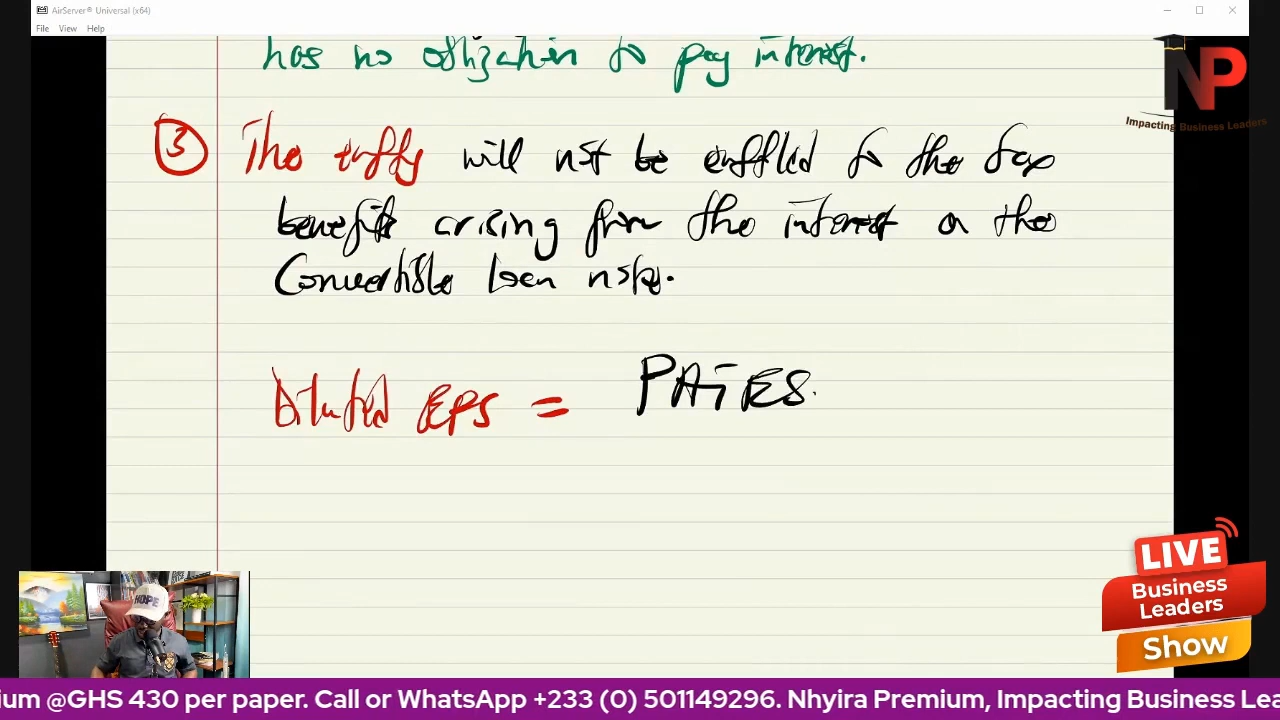 AirServer® Universal (x64)
File View Help
has no obligation to pay interest.
NP
Impacting Business Leaders
3 The entity will not be entitled to the tax
benefits arising from the interest on the
Convertible loan note.
Diluted EPS = PATES.
HOPE
LIVE
Business
Leaders
Show
ium @GHS 430 per paper. Call or WhatsApp +233 (0) 501149296. Nhyira Premium, Impacting Business Lea